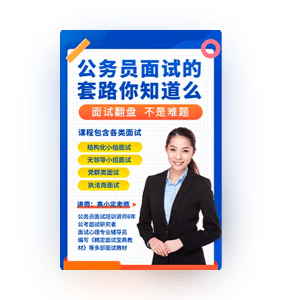 公务员面试的
套路你知道么
面试翻盘 不是难题
课程包含各类面试
结构化小组面试
无领导小组面试
党群类面试
执法岗面试
讲师：高小定老师
公务员面试培训讲师6年
公考面试研究者
面试心理专业辅导员
编写《精定面试宝典教
材》等多部面试教材